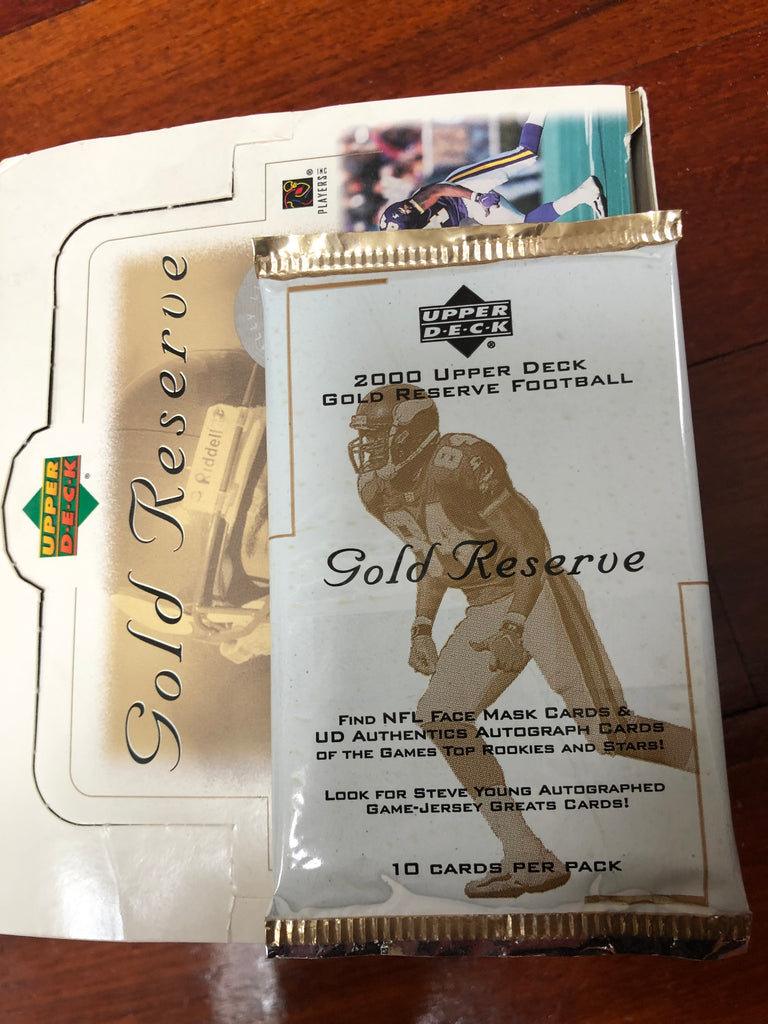 PLAYERS INC
Gold Reserve
Riddell
UPPER
D·E·C·K
UPPER
D·E·C·K
2000 UPPER DECK
GOLD RESERVE FOOTBALL
Gold Reserve
FIND NFL FACE MASK CARDS &
UD AUTHENTICS AUTOGRAPH CARDS
OF THE GAMES TOP ROOKIES AND STARS!
LOOK FOR STEVE YOUNG AUTOGRAPHED
GAME-JERSEY GREATS CARDS!
10 CARDS PER PACK